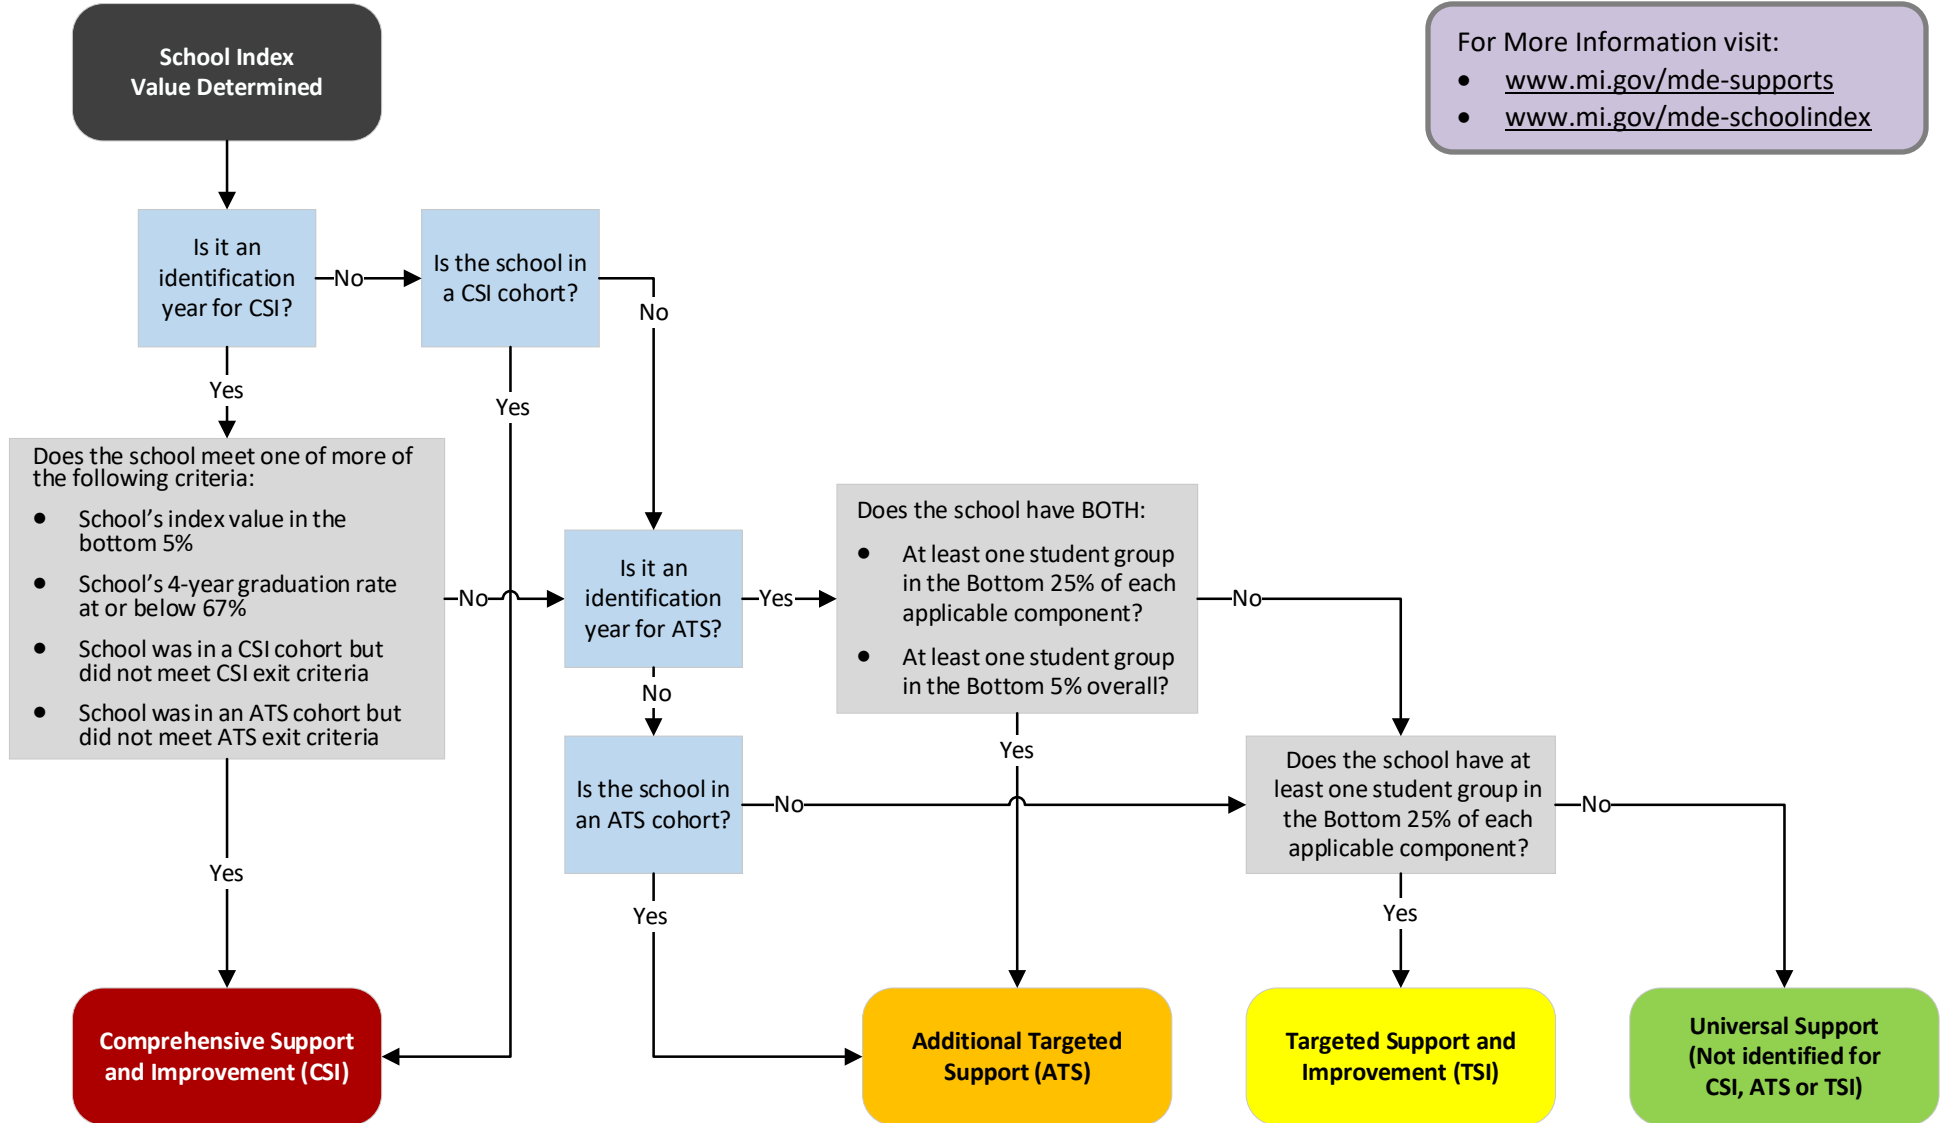 School Index
Value Determined
For More Information visit:
• www.mi.gov/mde-supports
• www.mi.gov/mde-schoolindex
Is it an
identification
year for CSI?
No
Is the school in
a CSI cohort?
No
Yes
Yes
Does the school meet one of more of
the following criteria:
• School's index value in the
bottom 5%
• School's 4-year graduation rate
at or below 67%
• School was in a CSI cohort but
did not meet CSI exit criteria
• School was in an ATS cohort but
did not meet ATS exit criteria
No
Is it an
identification
year for ATS?
Yes
Does the school have BOTH:
• At least one student group
in the Bottom 25% of each
applicable component?
• At least one student group
in the Bottom 5% overall?
No
No
Yes
Is the school in
an ATS cohort?
No
Does the school have at
least one student group in
the Bottom 25% of each
applicable component?
No
Yes
Yes
Yes
Comprehensive Support
and Improvement (CSI)
Additional Targeted
Support (ATS)
Targeted Support and
Improvement (TSI)
Universal Support
(Not identified for
CSI, ATS or TSI)